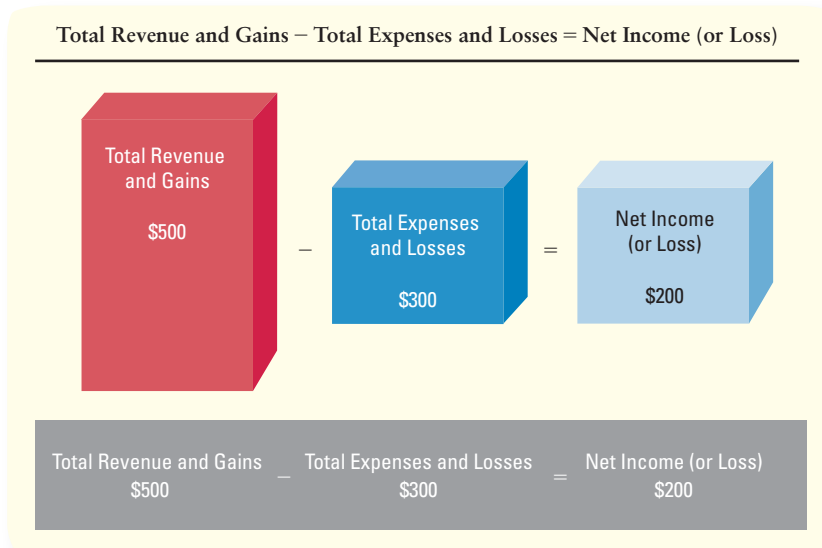 Total Revenue and Gains − Total Expenses and Losses = Net Income (or Loss)
Total Revenue
and Gains
$500
−
Total Expenses
and Losses
$300
=
Net Income
(or Loss)
$200
Total Revenue and Gains − Total Expenses and Losses = Net Income (or Loss)
$500 $300 $200